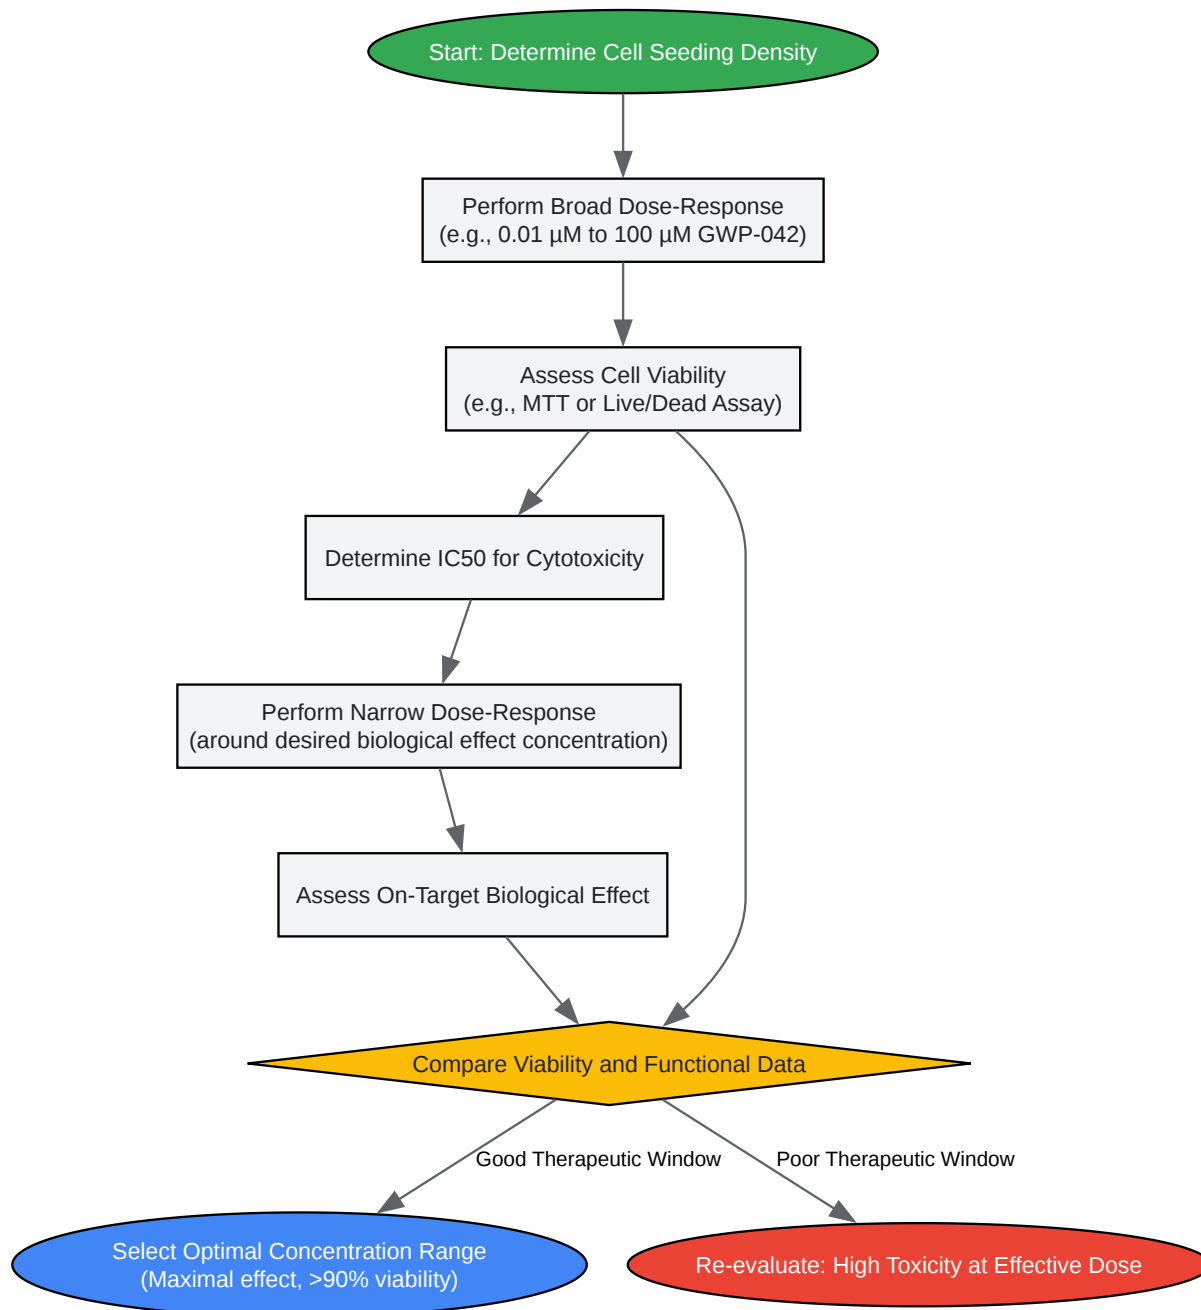 Start: Determine Cell Seeding Density
Perform Broad Dose-Response
(e.g., 0.01 µM to 100 µM GWP-042)
Assess Cell Viability
(e.g., MTT or Live/Dead Assay)
Determine IC50 for Cytotoxicity
Perform Narrow Dose-Response
(around desired biological effect concentration)
Assess On-Target Biological Effect
Compare Viability and Functional Data
Good Therapeutic Window
Poor Therapeutic Window
Select Optimal Concentration Range
(Maximal effect, >90% viability)
Re-evaluate: High Toxicity at Effective Dose